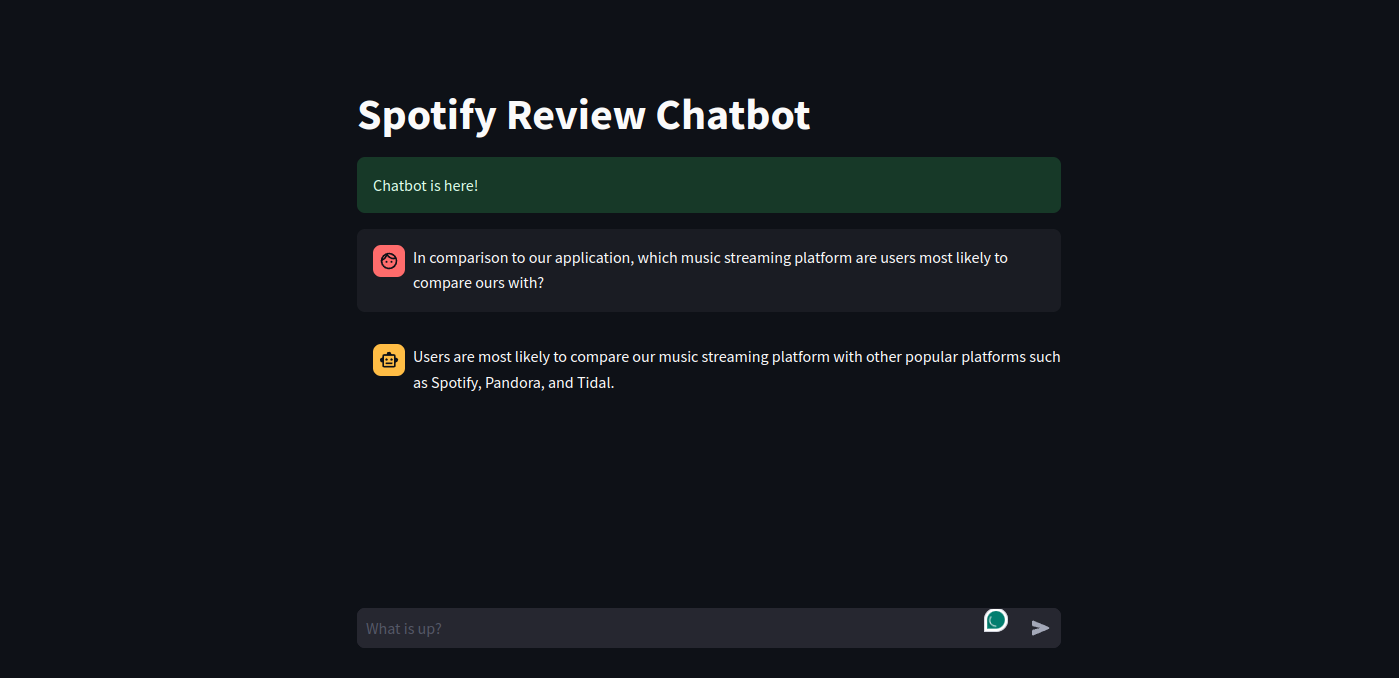 Spotify Review Chatbot
Chatbot is here!
In comparison to our application, which music streaming platform are users most likely to
compare ours with?
Users are most likely to compare our music streaming platform with other popular platforms such
as Spotify, Pandora, and Tidal.
What is up?